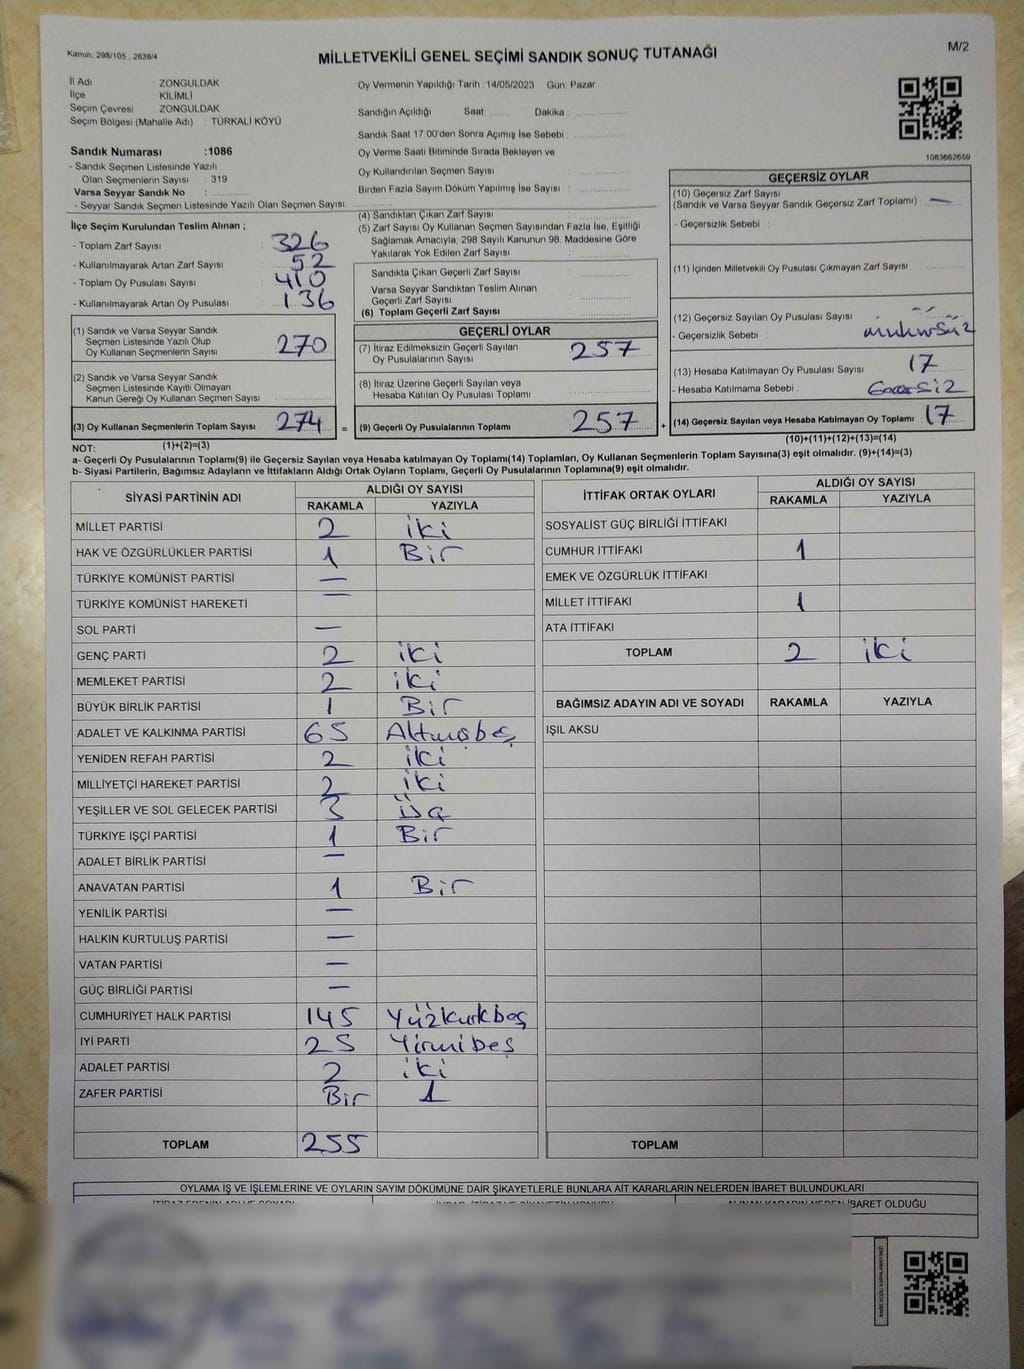 Kanun; 298/105 , 2839/4
MİLLETVEKİLİ GENEL SEÇİMİ SANDIK SONUÇ TUTANAĞI
M/2
İl Adı : ZONGULDAK
İlçe : KİLİMLİ
Seçim Çevresi : ZONGULDAK
Seçim Bölgesi (Mahalle Adı) : TÜRKALİ KÖYÜ
Oy Vermenin Yapıldığı Tarih : 14/05/2023 Gün: Pazar
Sandığın Açıldığı Saat: ....... Dakika : ..............
Sandık Saat 17.00'den Sonra Açımış İse Sebebi : ..............
Oy Verme Saati Bitiminde Sırada Bekleyen ve
Oy Kullandırılan Seçmen Sayısı : ..............
Birden Fazla Sayım Döküm Yapılmış İse Sayısı : ..............
1083662659
Sandık Numarası :1086
- Sandık Seçmen Listesinde Yazılı
Olan Seçmenlerin Sayısı : 319
Varsa Seyyar Sandık No : ............
- Seyyar Sandık Seçmen Listesinde Yazılı Olan Seçmen Sayısı: ..............
İlçe Seçim Kurulundan Teslim Alınan ;
- Toplam Zarf Sayısı : 326
- Kullanılmayarak Artan Zarf Sayısı : 52
- Toplam Oy Pusulası Sayısı : 410
- Kullanılmayarak Artan Oy Pusulası : 136
(1) Sandık ve Varsa Seyyar Sandık
Seçmen Listesinde Yazılı Olup
Oy Kullanan Seçmenlerin Sayısı : 270
(2) Sandık ve Varsa Seyyar Sandık
Seçmen Listesinde Kayıtlı Olmayan
Kanun Gereği Oy Kullanan Seçmen Sayısı : ..............
(3) Oy Kullanan Seçmenlerin Toplam Sayısı : 274 =
(4) Sandıktan Çıkan Zarf Sayısı : ..............
(5) Zarf Sayısı Oy Kullanan Seçmen Sayısından Fazla İse, Eşitliği
Sağlamak Amacıyla; 298 Sayılı Kanunun 98. Maddesine Göre
Yakılarak Yok Edilen Zarf Sayısı : ..............
Sandıkta Çıkan Geçerli Zarf Sayısı : ..............
Varsa Seyyar Sandıktan Teslim Alınan
Geçerli Zarf Sayısı : ..............
(6) Toplam Geçerli Zarf Sayısı : ..............
GEÇERLİ OYLAR
(7) İtiraz Edilmeksizin Geçerli Sayılan
Oy Pusulalarının Sayısı : 257
(8) İtiraz Üzerine Geçerli Sayılan veya
Hesaba Katılan Oy Pusulaları Toplamı : ..............
(9) Geçerli Oy Pusulalarının Toplamı : 257 +
GEÇERSİZ OYLAR
(10) Geçersiz Zarf Sayısı
(Sandık ve Varsa Seyyar Sandık Geçersiz Zarf Toplamı) : —
- Geçersizlik Sebebi :
(11) İçinden Milletvekili Oy Pusulası Çıkmayan Zarf Sayısı : ..............
(12) Geçersiz Sayılan Oy Pusulası Sayısı :
- Geçersizlik Sebebi : mühürsüz
(13) Hesaba Katılmayan Oy Pusulası Sayısı : 17
- Hesaba Katılmama Sebebi :
(14) Geçersiz Sayılan veya Hesaba Katılmayan Oy Toplamı : 17
(1)+(2)=(3)
(10)+(11)+(12)+(13)=(14)
NOT:
a- Geçerli Oy Pusulalarının Toplamı(9) ile Geçersiz Sayılan veya Hesaba katılmayan Oy Toplamı(14) Toplamları, Oy Kullanan Seçmenlerin Toplam Sayısına(3) eşit olmalıdır. (9)+(14)=(3)
b- Siyasi Partilerin, Bağımsız Adayların ve İttifakların Aldığı Ortak Oyların Toplamı, Geçerli Oy Pusulalarının Toplamına(9) eşit olmalıdır.
SİYASİ PARTİNİN ADI ALDIĞI OY SAYISI
RAKAMLA YAZIYLA
MİLLET PARTİSİ 2 iki
HAK VE ÖZGÜRLÜKLER PARTİSİ 1 Bir
TÜRKİYE KOMÜNİST PARTİSİ —
TÜRKİYE KOMÜNİST HAREKETİ —
SOL PARTİ —
GENÇ PARTİ 2 iki
MEMLEKET PARTİSİ 2 iki
BÜYÜK BİRLİK PARTİSİ 1 Bir
ADALET VE KALKINMA PARTİSİ 65 Altmışbeş
YENİDEN REFAH PARTİSİ 2 iki
MİLLİYETÇİ HAREKET PARTİSİ 2 iki
YEŞİLLER VE SOL GELECEK PARTİSİ 3 üç
TÜRKİYE İŞÇİ PARTİSİ 1 Bir
ADALET BİRLİK PARTİSİ —
ANAVATAN PARTİSİ 1 Bir
YENİLİK PARTİSİ —
HALKIN KURTULUŞ PARTİSİ —
VATAN PARTİSİ —
GÜÇ BİRLİĞİ PARTİSİ —
CUMHURİYET HALK PARTİSİ 145 Yüzkırkbeş
İYİ PARTİ 25 Yirmibeş
ADALET PARTİSİ 2 iki
ZAFER PARTİSİ Bir 1
TOPLAM 255
İTTİFAK ORTAK OYLARI ALDIĞI OY SAYISI
RAKAMLA YAZIYLA
SOSYALİST GÜÇ BİRLİĞİ İTTİFAKI
CUMHUR İTTİFAKI 1
EMEK VE ÖZGÜRLÜK İTTİFAKI
MİLLET İTTİFAKI 1
ATA İTTİFAKI
TOPLAM 2 iki
BAĞIMSIZ ADAYIN ADI VE SOYADI RAKAMLA YAZIYLA
IŞIL AKSU
TOPLAM
OYLAMA İŞ VE İŞLEMLERİNE VE OYLARIN SAYIM DÖKÜMÜNE DAİR ŞİKAYETLERLE BUNLARA AİT KARARLARIN NELERDEN İBARET BULUNDUKLARI
İTİRAZ EDENİN ADI VE SOYADI
ALINAN KARARIN NEDEN İBARET OLDUĞU